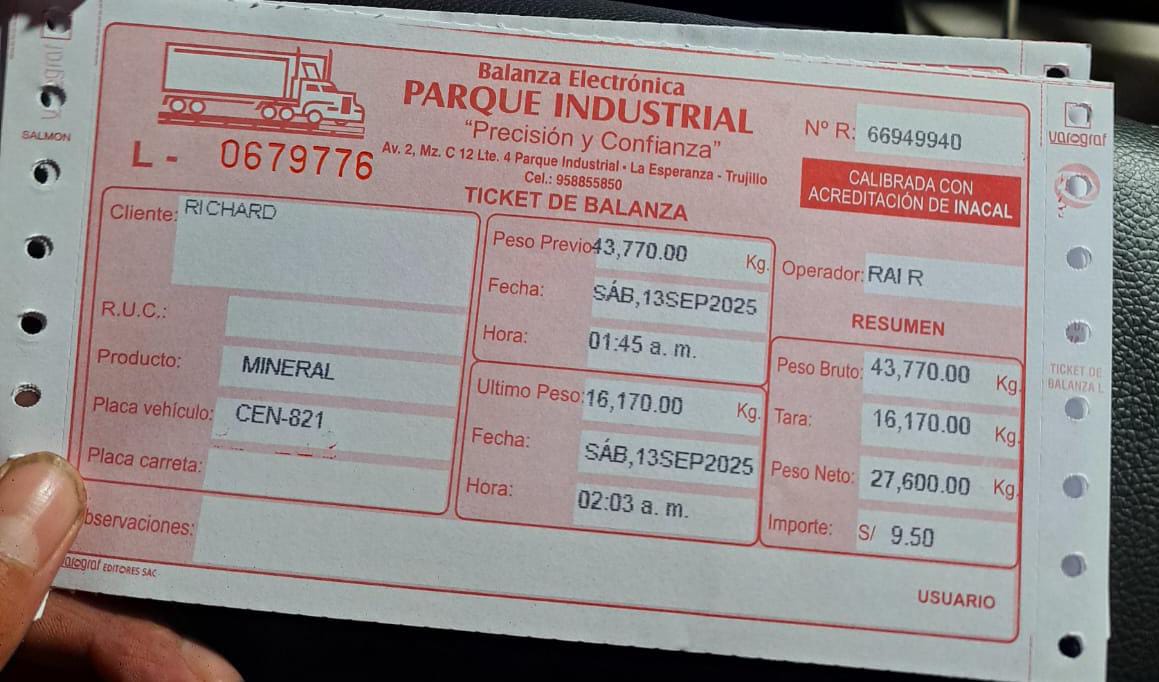 Balanza Electrónica
PARQUE INDUSTRIAL
"Precisión y Confianza"
Av. 2, Mz. C 12 Lte. 4 Parque Industrial - La Esperanza - Trujillo
Cel.: 958855850
Nº R: 66949940
CALIBRADA CON
ACREDITACIÓN DE INACAL
L - 0679776
TICKET DE BALANZA
Cliente: RICHARD
R.U.C.:
Producto: MINERAL
Placa vehículo: CEN-821
Placa carreta:
Observaciones:
Peso Previo 43,770.00 Kg.
Fecha: SÁB,13SEP2025
Hora: 01:45 a. m.
Ultimo Peso: 16,170.00 Kg.
Fecha: SÁB,13SEP2025
Hora: 02:03 a. m.
Operador: RAI R
RESUMEN
Peso Bruto: 43,770.00 Kg.
Tara: 16,170.00 Kg.
Peso Neto: 27,600.00 Kg.
Importe: S/ 9.50
USUARIO
varograf EDITORES SAC
SALMON
varograf
TICKET DE
BALANZA L